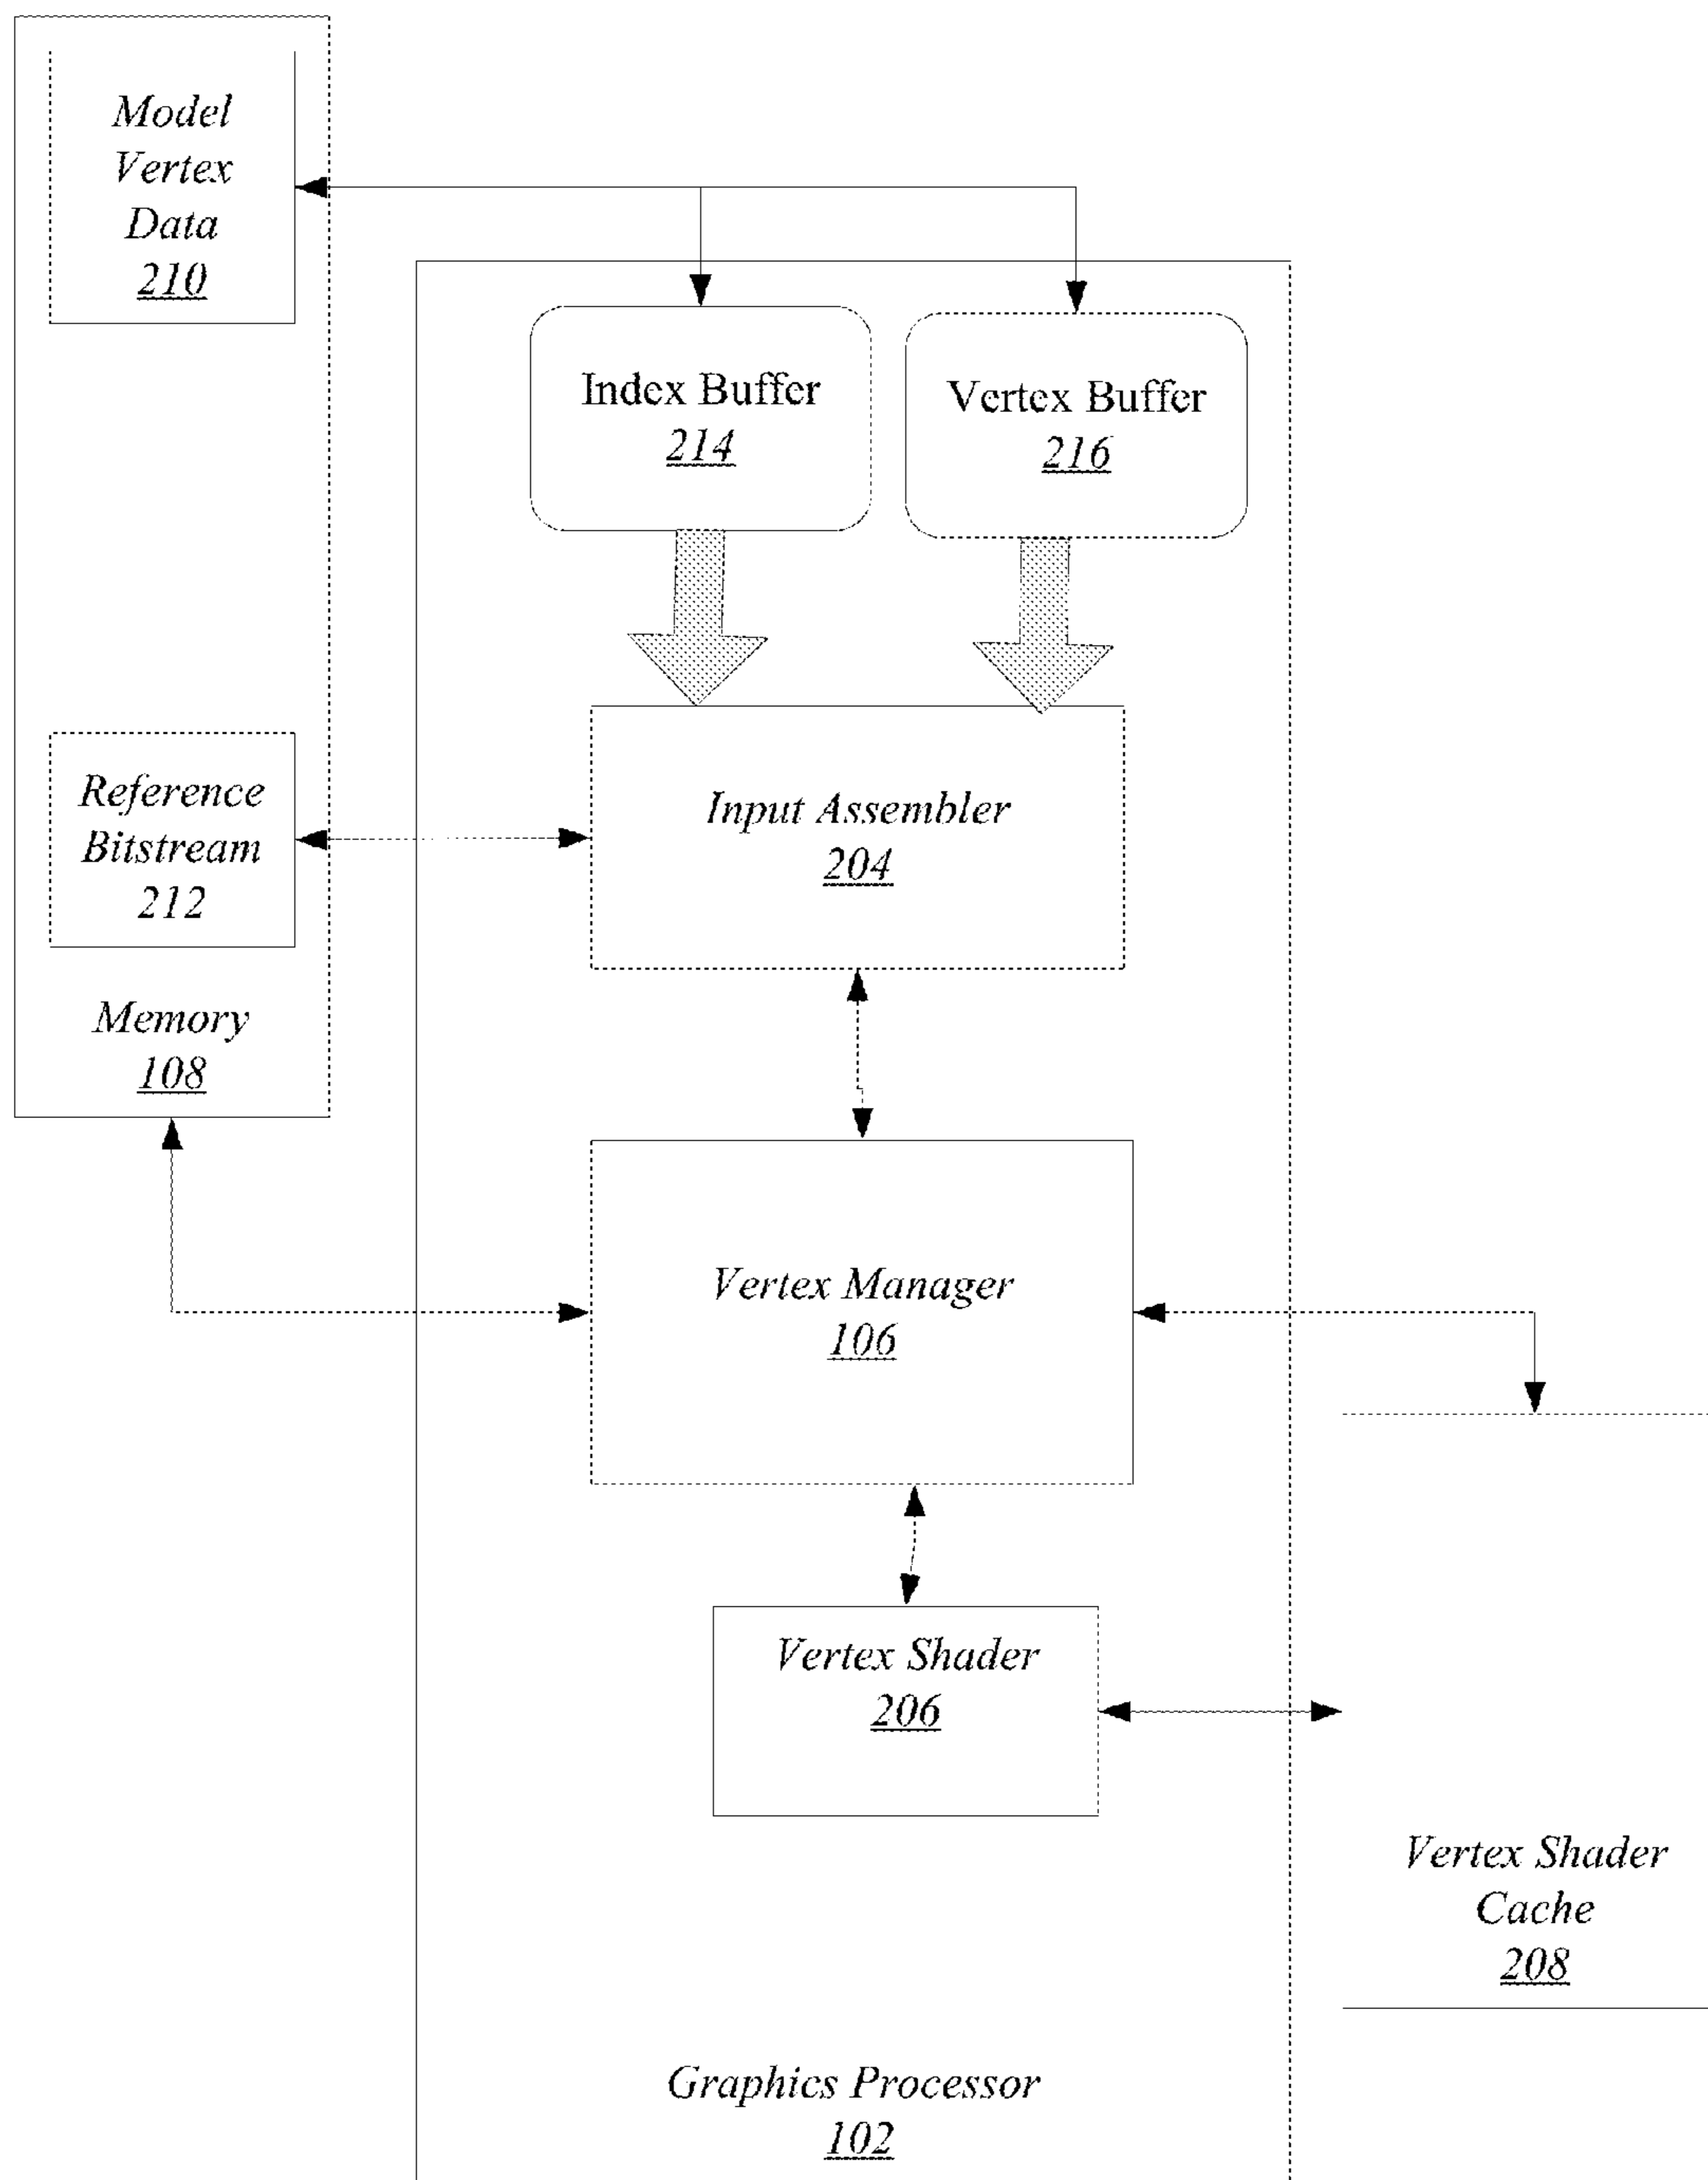 Model
Vertex
Data
210
Index Buffer
214
Vertex Buffer
216
Reference
Bitstream
212
Input Assembler
204
Memory
108
Vertex Manager
106
Vertex Shader
206
Vertex Shader
Cache
208
Graphics Processor
102